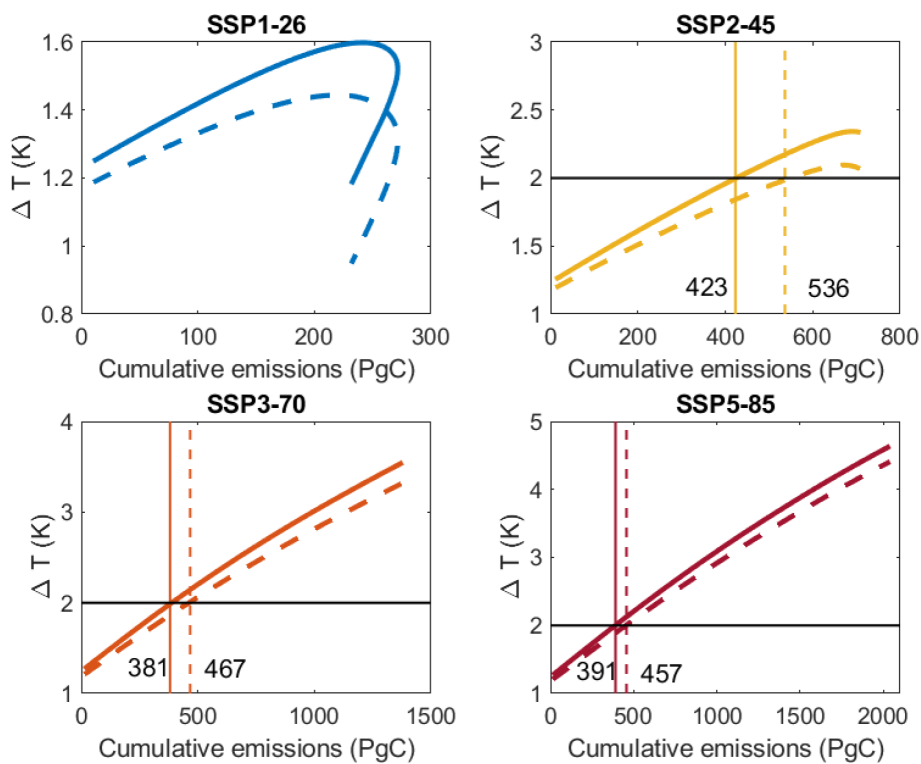 SSP1-26
1.6
1.4
1.2
1
0.8
Δ T (K)
0 100 200 300
Cumulative emissions (PgC)
SSP2-45
3
2.5
2
1.5
1
Δ T (K)
423 536
0 200 400 600 800
Cumulative emissions (PgC)
SSP3-70
4
3
2
1
Δ T (K)
381 467
0 500 1000 1500
Cumulative emissions (PgC)
SSP5-85
5
4
3
2
1
Δ T (K)
391 457
0 500 1000 1500 2000
Cumulative emissions (PgC)